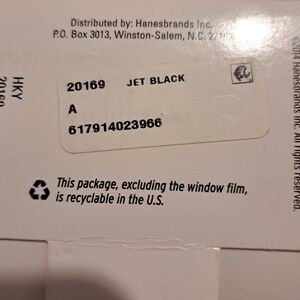 Distributed by: Hanesbrands Inc.
P.O. Box 3013, Winston-Salem, N.C.
20169 JET BLACK
A
617914023966
This package, excluding the window film,
is recyclable in the U.S.
HKY
20169
Hanesbrands Inc. All rights reserved.